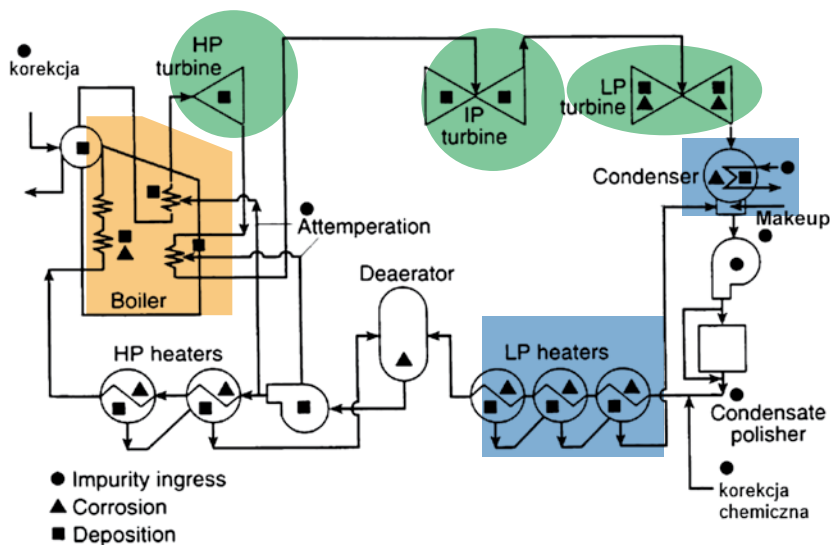 korekcja
HP
turbine
IP
turbine
LP
turbine
Condenser
Makeup
Attemperation
Boiler
Deaerator
HP heaters
LP heaters
Condensate
polisher
korekcja
chemiczna
Impurity ingress
Corrosion
Deposition